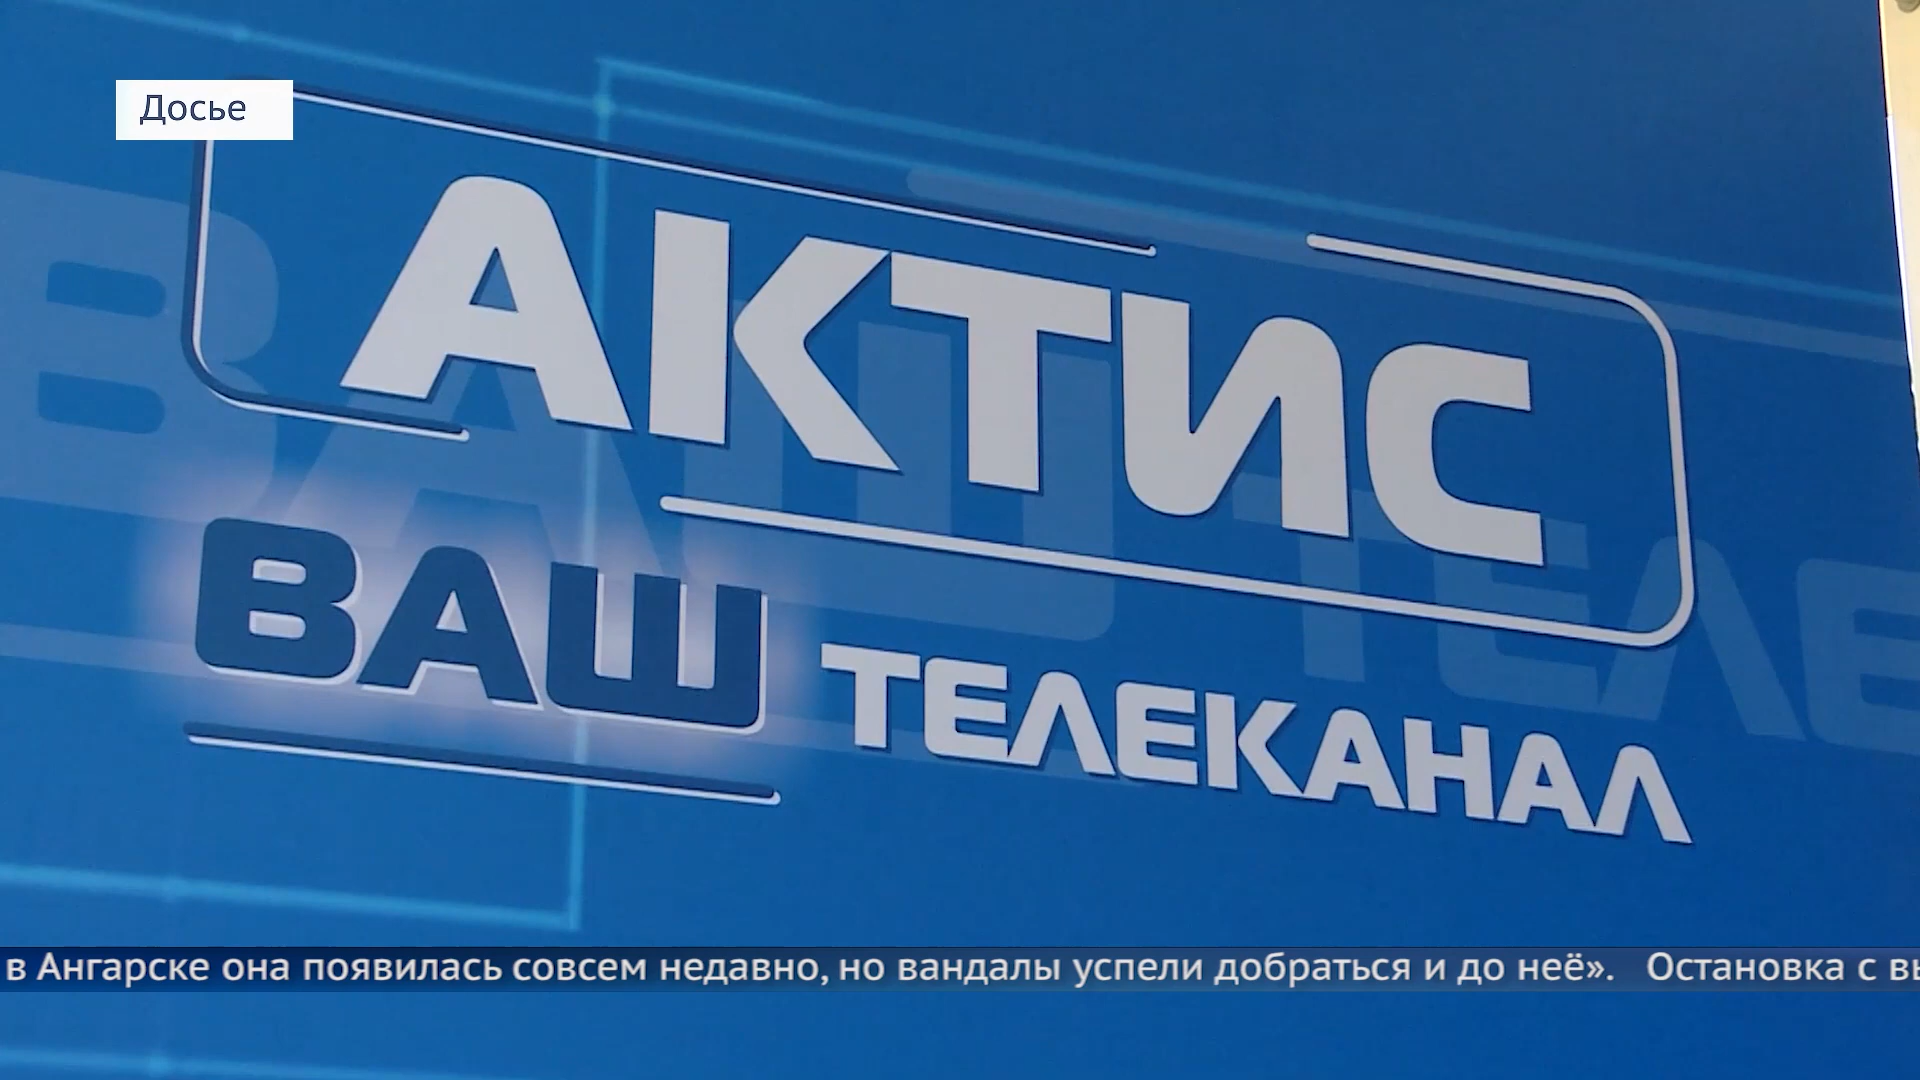 Досье
АКТИС
ВАШ ТЕЛЕКАНАЛ
в Ангарске она появилась совсем недавно, но вандалы успели добраться и до неё». Остановка с